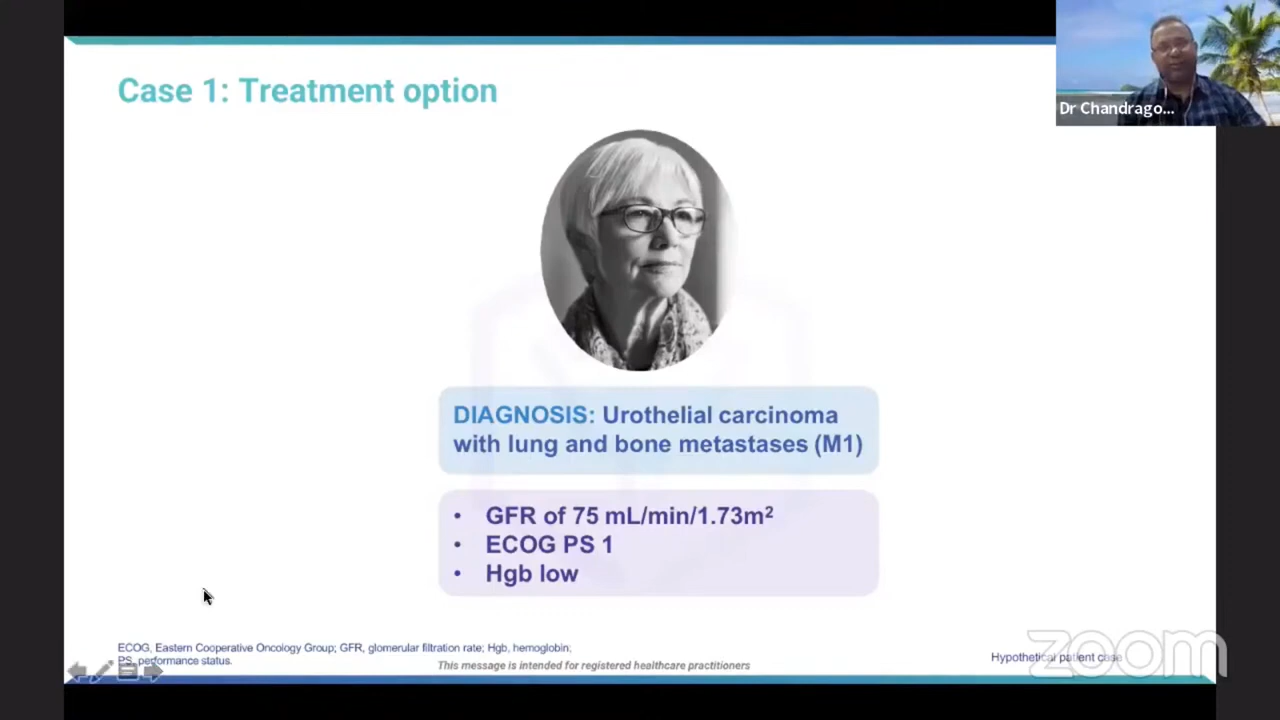 Case 1: Treatment option
Dr Chandrago...
DIAGNOSIS: Urothelial carcinoma
with lung and bone metastases (M1)
• GFR of 75 mL/min/1.73m²
• ECOG PS 1
• Hgb low
ECOG, Eastern Cooperative Oncology Group; GFR, glomerular filtration rate; Hgb, hemoglobin;
PS, performance status.
This message is intended for registered healthcare practitioners
Hypothetical patient case
zoom